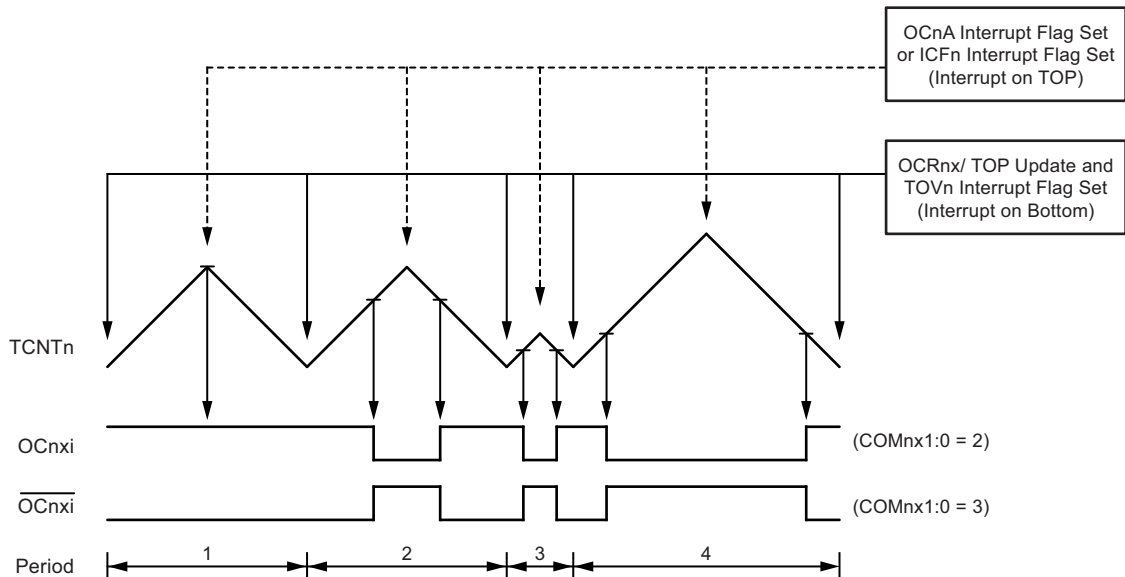 OCnA Interrupt Flag Set
or ICFn Interrupt Flag Set
(Interrupt on TOP)
OCRnx/ TOP Update and
TOVn Interrupt Flag Set
(Interrupt on Bottom)
TCNTn
OCnxi
(COMnx1:0 = 2)
OCnxi
(COMnx1:0 = 3)
Period
1
2
3
4